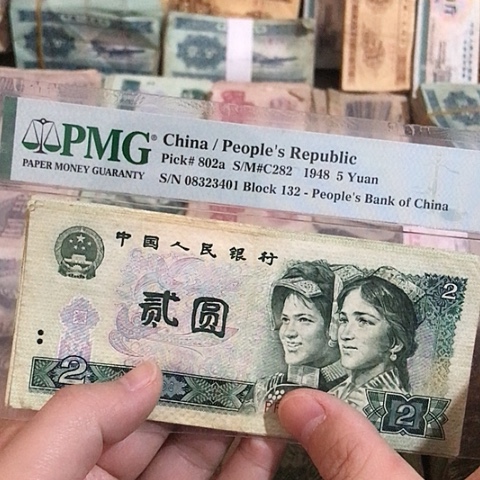 PMG® China / People's Republic
PAPER MONEY GUARANTY Pick# 802a S/M#C282 1948 5 Yuan
S/N 08323401 Block 132 - People's Bank of China
中国人民银行
2
贰圆
2
2